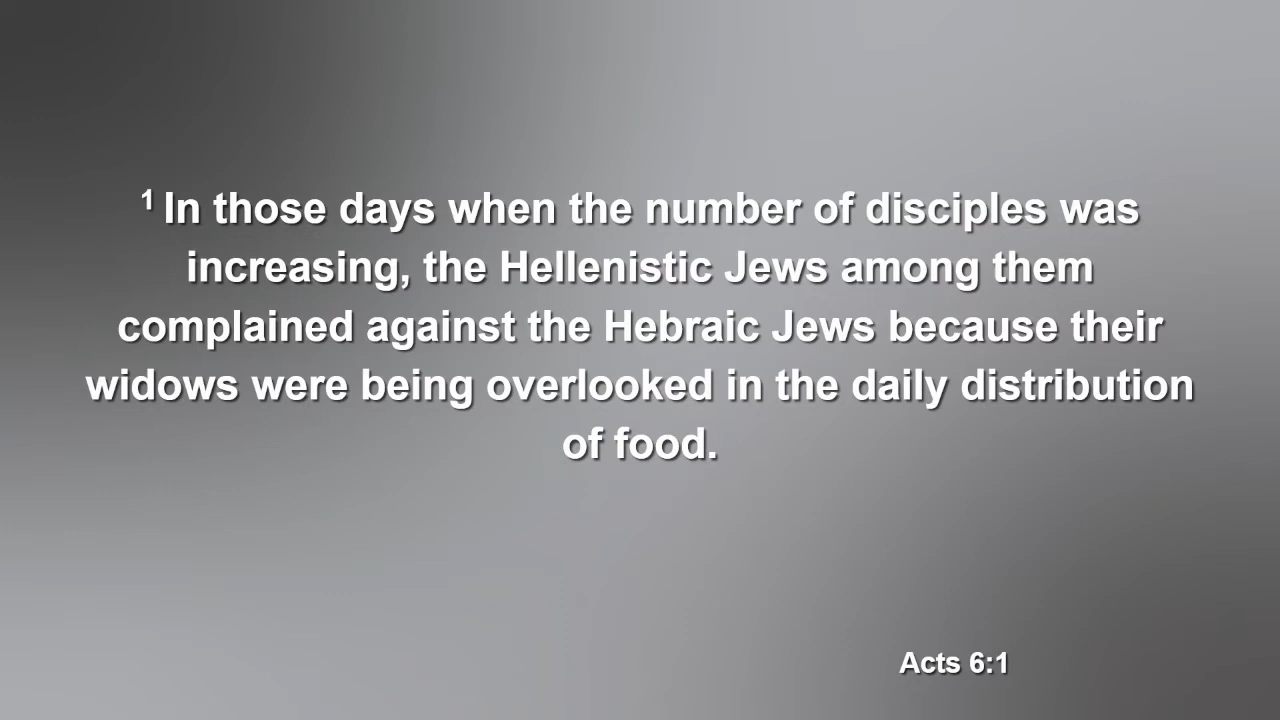 1 In those days when the number of disciples was
increasing, the Hellenistic Jews among them
complained against the Hebraic Jews because their
widows were being overlooked in the daily distribution
of food.
Acts 6:1